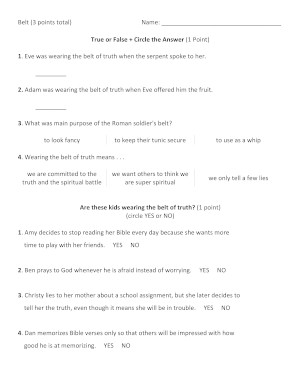 Belt (3 points total) Name: ___________________________________
True or False + Circle the Answer (1 Point)
1. Eve was wearing the belt of truth when the serpent spoke to her.
_________
2. Adam was wearing the belt of truth when Eve offered him the fruit.
_________
3. What was main purpose of the Roman soldier's belt?
to look fancy to keep their tunic secure to use as a whip
4. Wearing the belt of truth means . . .
we are committed to the we want others to think we we only tell a few lies
truth and the spiritual battle are super spiritual
Are these kids wearing the belt of truth? (1 point)
(circle YES or NO)
1. Amy decides to stop reading her Bible every day because she wants more
time to play with her friends. YES NO
2. Ben prays to God whenever he is afraid instead of worrying. YES NO
3. Christy lies to her mother about a school assignment, but she later decides to
tell her the truth, even though it means she will be in trouble. YES NO
4. Dan memorizes Bible verses only so that others will be impressed with how
good he is at memorizing. YES NO